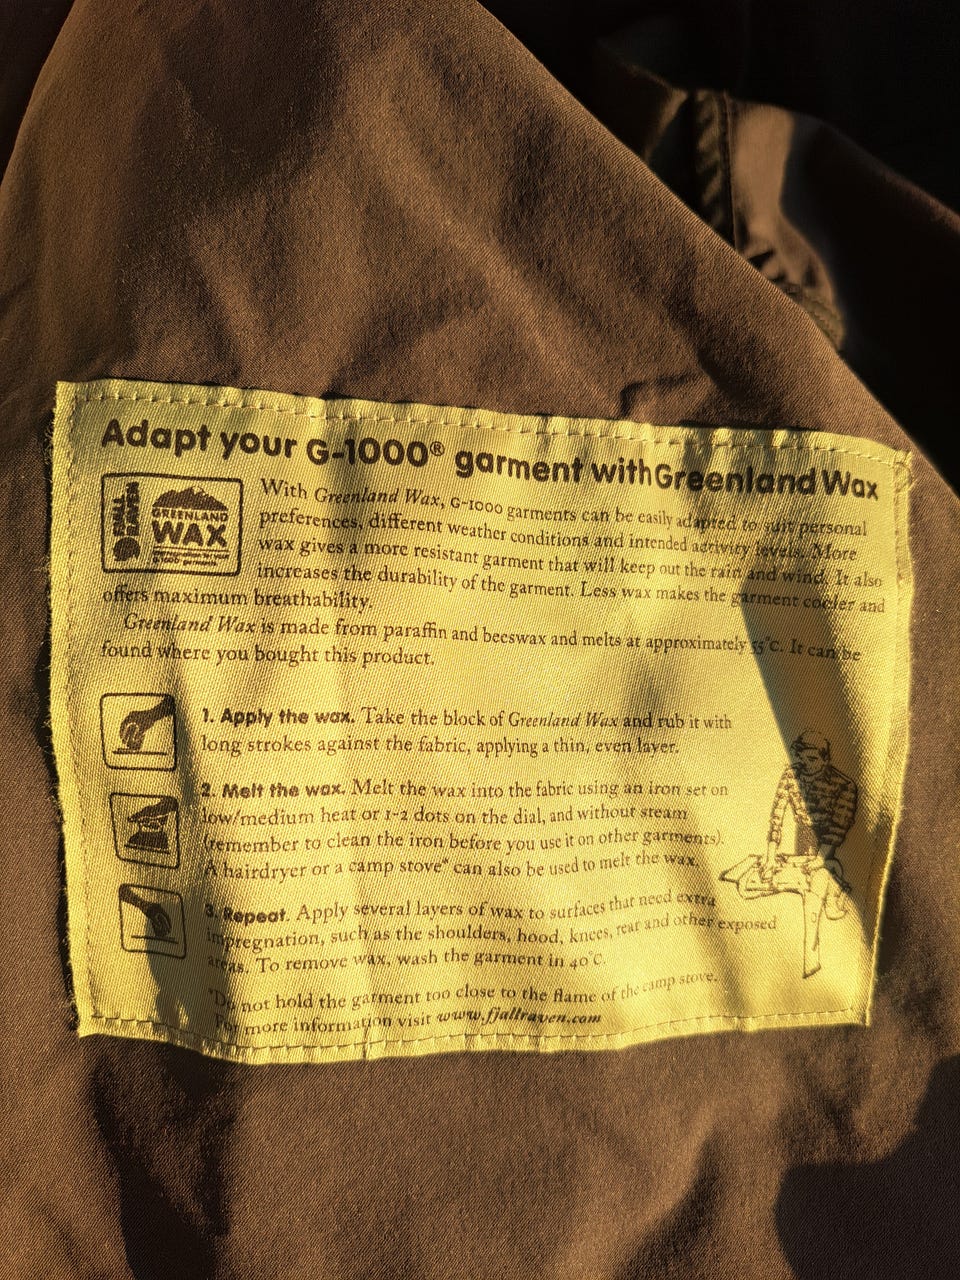 Adapt your G-1000® garment with Greenland Wax
FJALL
RAVEN
GREENLAND
WAX
With Greenland Wax, G-1000 garments can be easily adapted to suit personal
preferences, different weather conditions and intended activity levels. More
wax gives a more resistant garment that will keep out the rain and wind. It also
increases the durability of the garment. Less wax makes the garment cooler and
offers maximum breathability.
Greenland Wax is made from paraffin and beeswax and melts at approximately 55°C. It can be
found where you bought this product.
1. Apply the wax. Take the block of Greenland Wax and rub it with
long strokes against the fabric, applying a thin, even layer.
2. Melt the wax. Melt the wax into the fabric using an iron set on
low/medium heat or 1-2 dots on the dial, and without steam
(remember to clean the iron before you use it on other garments).
A hairdryer or a camp stove* can also be used to melt the wax.
3. Repeat. Apply several layers of wax to surfaces that need extra
impregnation, such as the shoulders, hood, knees, rear and other exposed
areas. To remove wax, wash the garment in 40°C.
*Do not hold the garment too close to the flame of the camp stove.
For more information visit www.fjallraven.com